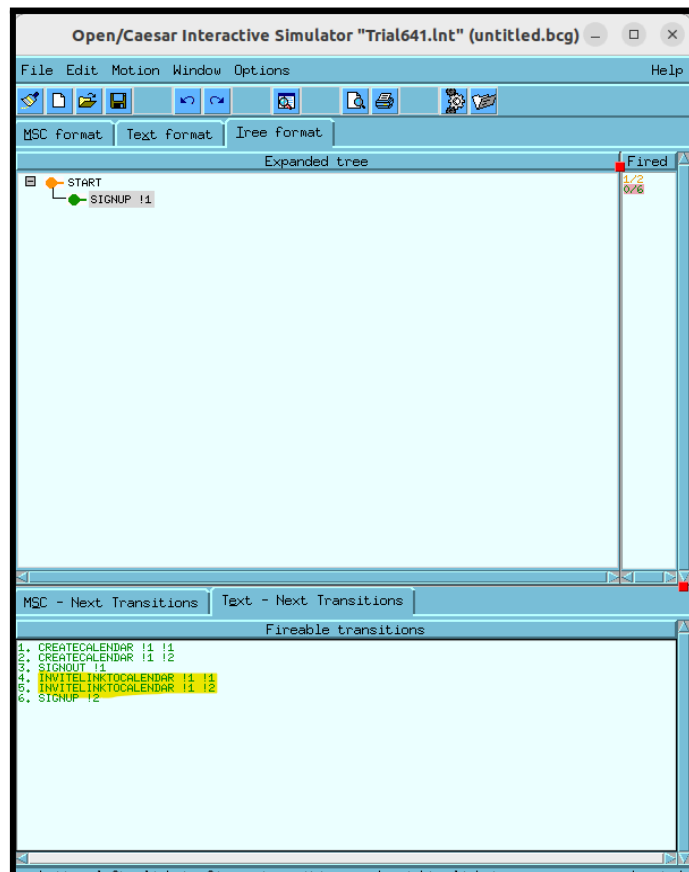 Open/Caesar Interactive Simulator "Trial641.lnt" (untitled.bcg)
File Edit Motion Window Options Help
MSC format Text format Tree format
Expanded tree Fired
START 1/2
SIGNUP !1 0/6
MSC - Next Transitions Text - Next Transitions
Fireable transitions
1. CREATECALENDAR !1 !1
2. CREATECALENDAR !1 !2
3. SIGNOUT !1
4. INVITELINKTOCALENDAR !1 !1
5. INVITELINKTOCALENDAR !1 !2
6. SIGNUP !2